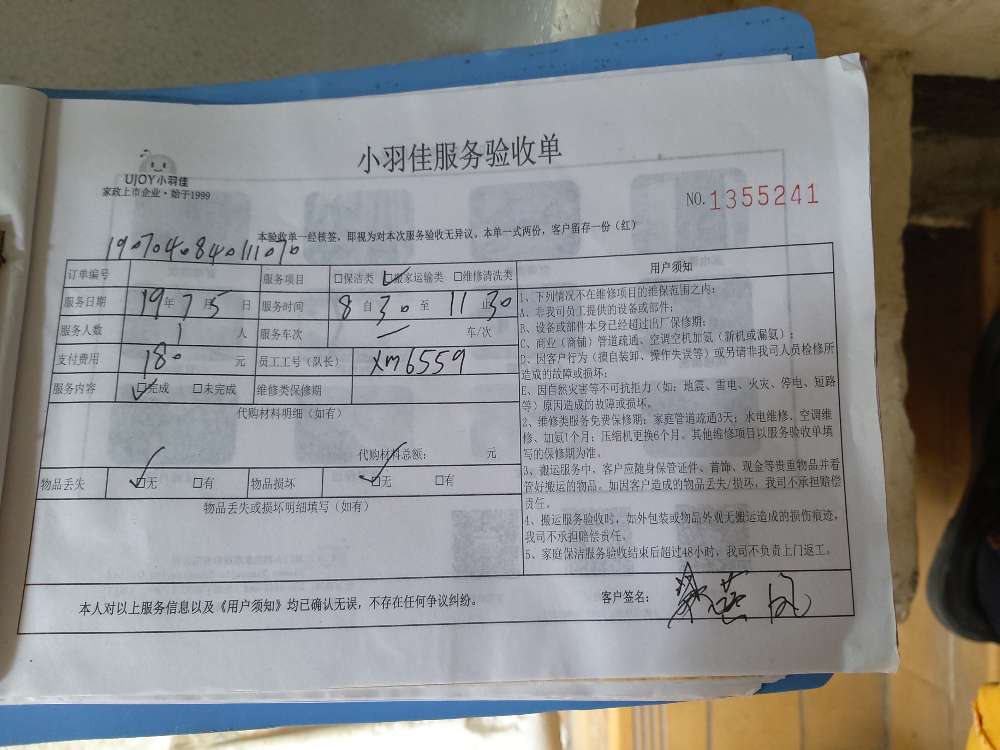 小羽佳服务验收单
UJOY小羽佳
家政上市企业·始于1999
NO.1355241
本验收单一经核签，即视为对本次服务验收无异议。本单一式两份，客户留存一份（红）
订单编号 服务项目 □保洁类 □搬家运输类 □维修清洗类
服务日期 19年7月5日 服务时间 8自30至11止30
服务人数 1人 服务车次 车/次
支付费用 180元 员工工号（队长） xm6559
服务内容 □完成 □未完成 维修类保修期
代购材料明细（如有）
代购材料总额： 元
物品丢失 □无 □有 物品损坏 □无 □有
物品丢失或损坏明细填写（如有）
用户须知
1、下列情况不在维修项目的维保范围之内：
A、非我司员工提供的设备或部件；
B、设备或部件本身已经超过出厂保修期；
C、商业（商铺）管道疏通、空调空机加氨（新机或漏氨）；
D、因客户行为（擅自装卸、操作失误等）或另请非我司人员检修所
造成的故障或损坏；
E、因自然灾害等不可抗拒力（如：地震、雷电、火灾、停电、短路
等）原因造成的故障或损坏。
2、维修类服务免费保修期：家庭管道疏通3天；水电维修、空调维
修、加氨1个月；压缩机更换6个月。其他维修项目以服务验收单填
写的保修期为准。
3、搬运服务中，客户应随身保管证件、首饰、现金等贵重物品并看
管好搬运的物品。如因客户造成的物品丢失/损坏，我司不承担赔偿
责任。
4、搬运服务验收时，如外包装或物品外观无搬运造成的损伤痕迹，
我司不承担赔偿责任。
5、家庭保洁服务验收结束后超过48小时，我司不负责上门返工。
本人对以上服务信息以及《用户须知》均已确认无误，不存在任何争议纠纷。
客户签名：